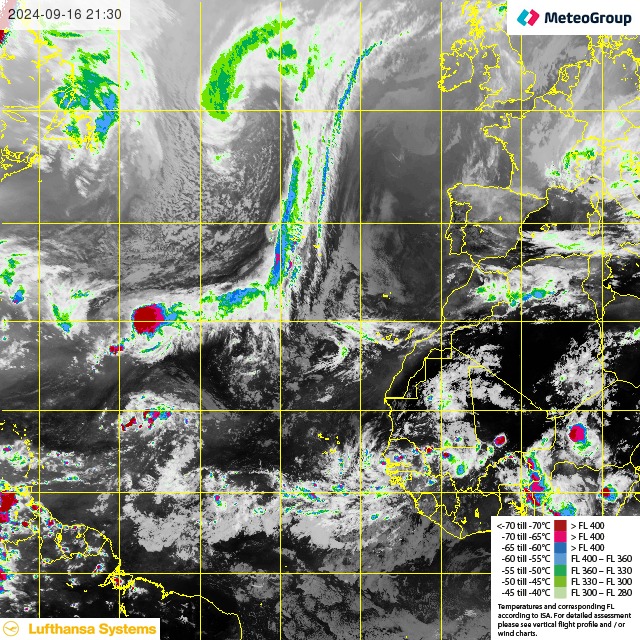 2024-09-16 21:30
MeteoGroup
<-70 till -70°C > FL 400
-70 till -65°C > FL 400
-65 till -60°C > FL 400
-60 till -55°C FL 400 – FL 360
-55 till -50°C FL 360 – FL 330
-50 till -45°C FL 330 – FL 300
-45 till -40°C FL 300 – FL 280
Temperatures and corresponding FL
according to ISA. For detailed assessment
please see vertical flight profile and / or
wind charts.
Lufthansa Systems